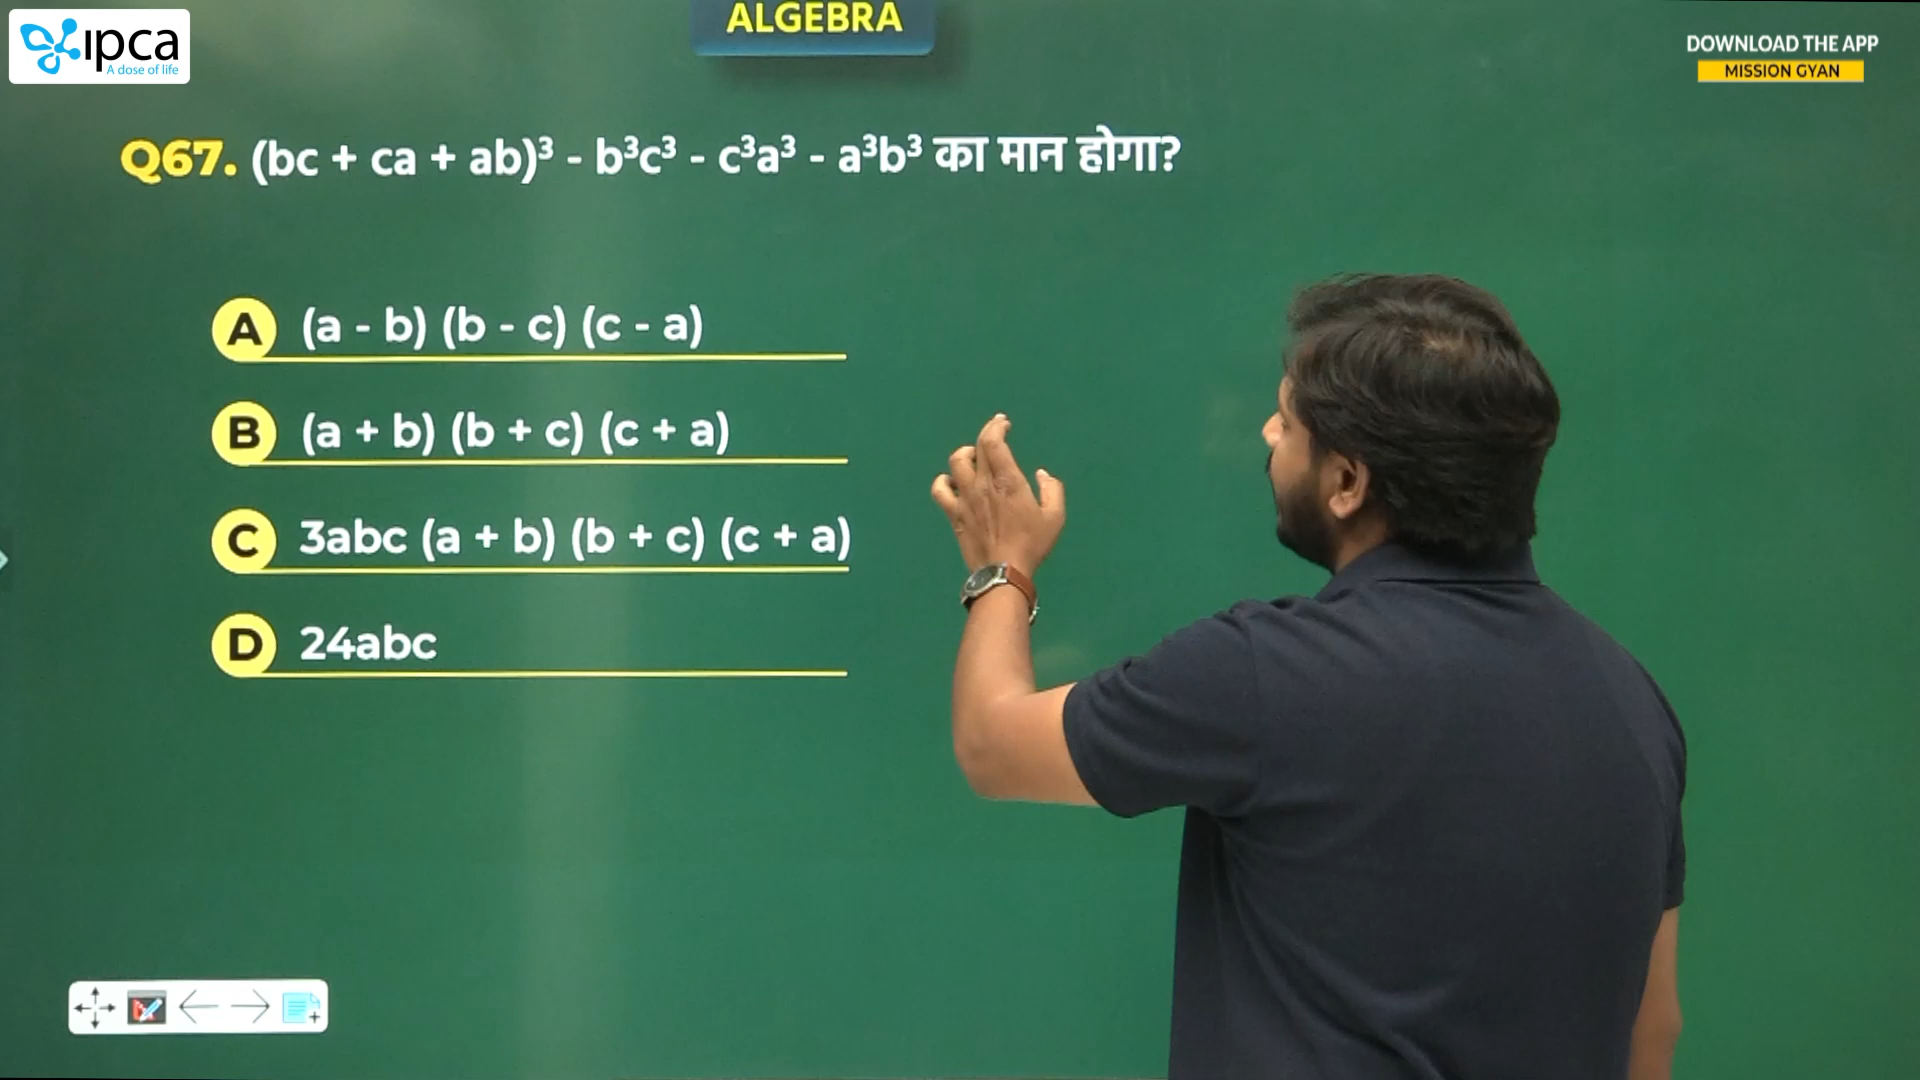 ipca
A dose of life
ALGEBRA
DOWNLOAD THE APP
MISSION GYAN
Q67. (bc + ca + ab)³ - b³c³ - c³a³ - a³b³ का मान होगा?
A (a - b) (b - c) (c - a)
B (a + b) (b + c) (c + a)
C 3abc (a + b) (b + c) (c + a)
D 24abc